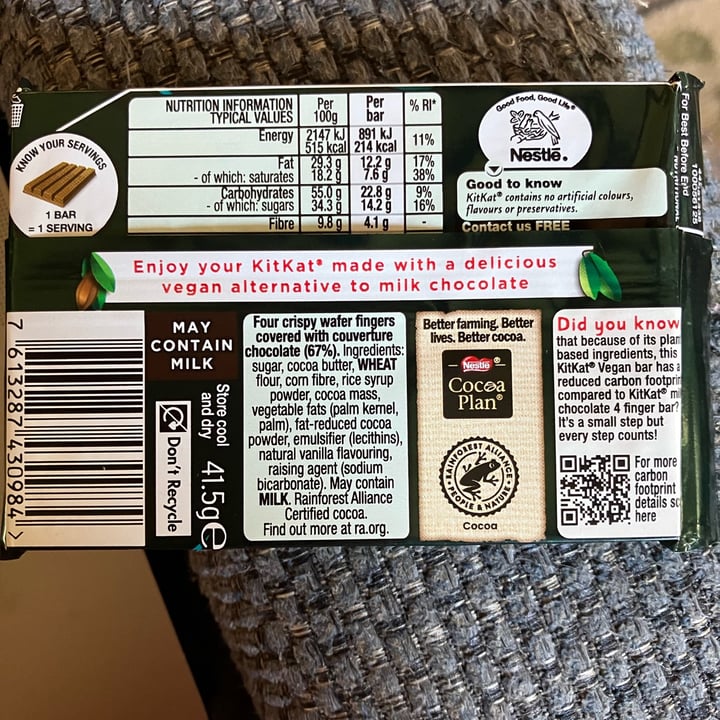 NUTRITION INFORMATION Per Per % RI*
TYPICAL VALUES 100g bar
Energy 2147 kJ 891 kJ 11%
515 kcal 214 kcal
Fat 29.3 g 12.2 g 17%
- of which: saturates 18.2 g 7.6 g 38%
Carbohydrates 55.0 g 22.8 g 9%
- of which: sugars 34.3 g 14.2 g 16%
Fibre 9.8 g 4.1 g -
KNOW YOUR SERVINGS
1 BAR
= 1 SERVING
Good Food, Good Life®
Nestlé®
Good to know
KitKat® contains no artificial colours,
flavours or preservatives.
Contact us FREE
For Best Before End
Enjoy your KitKat® made with a delicious
vegan alternative to milk chocolate
7 613287 430984 >
MAY
CONTAIN
MILK
Store cool
and dry
Don't Recycle
41.5g e
Four crispy wafer fingers
covered with couverture
chocolate (67%). Ingredients:
sugar, cocoa butter, WHEAT
flour, corn fibre, rice syrup
powder, cocoa mass,
vegetable fats (palm kernel,
palm), fat-reduced cocoa
powder, emulsifier (lecithins),
natural vanilla flavouring,
raising agent (sodium
bicarbonate). May contain
MILK. Rainforest Alliance
Certified cocoa.
Find out more at ra.org.
Better farming. Better
lives. Better cocoa.
Nestlé®
Cocoa
Plan®
RAINFOREST ALLIANCE
PEOPLE & NATURE
Cocoa
Did you know
that because of its plan
based ingredients, this
KitKat® Vegan bar has a
reduced carbon footprin
compared to KitKat® mi
chocolate 4 finger bar?
It's a small step but
every step counts!
For more
carbon
footprint
details sc
here